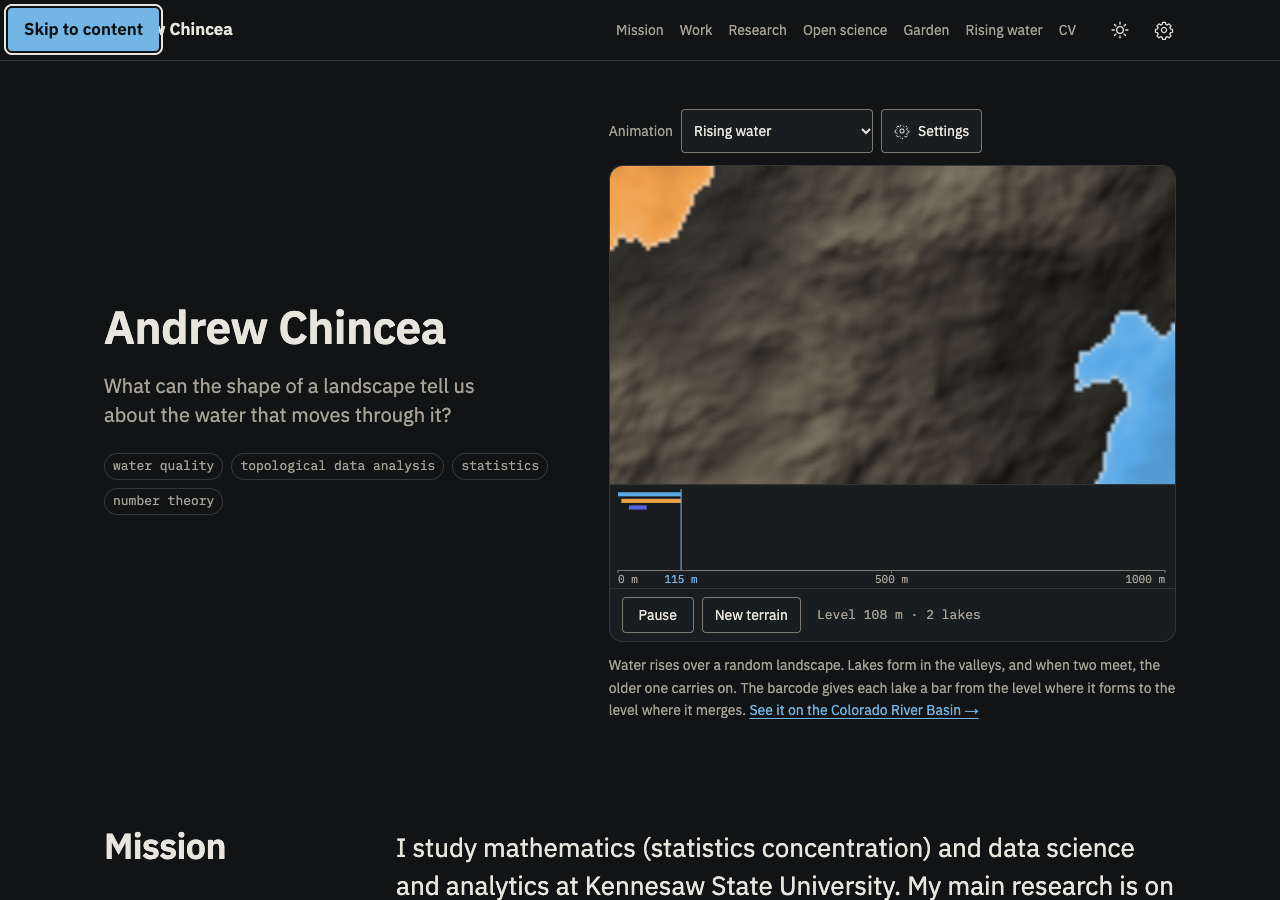 Skip to content
Chincea
Mission Work Research Open science Garden Rising water CV
Animation Rising water Settings
Andrew Chincea
What can the shape of a landscape tell us
about the water that moves through it?
water quality topological data analysis statistics
number theory
0 m 115 m 500 m 1000 m
Pause New terrain Level 108 m · 2 lakes
Water rises over a random landscape. Lakes form in the valleys, and when two meet, the
older one carries on. The barcode gives each lake a bar from the level where it forms to the
level where it merges. See it on the Colorado River Basin →
Mission
I study mathematics (statistics concentration) and data science
and analytics at Kennesaw State University. My main research is on